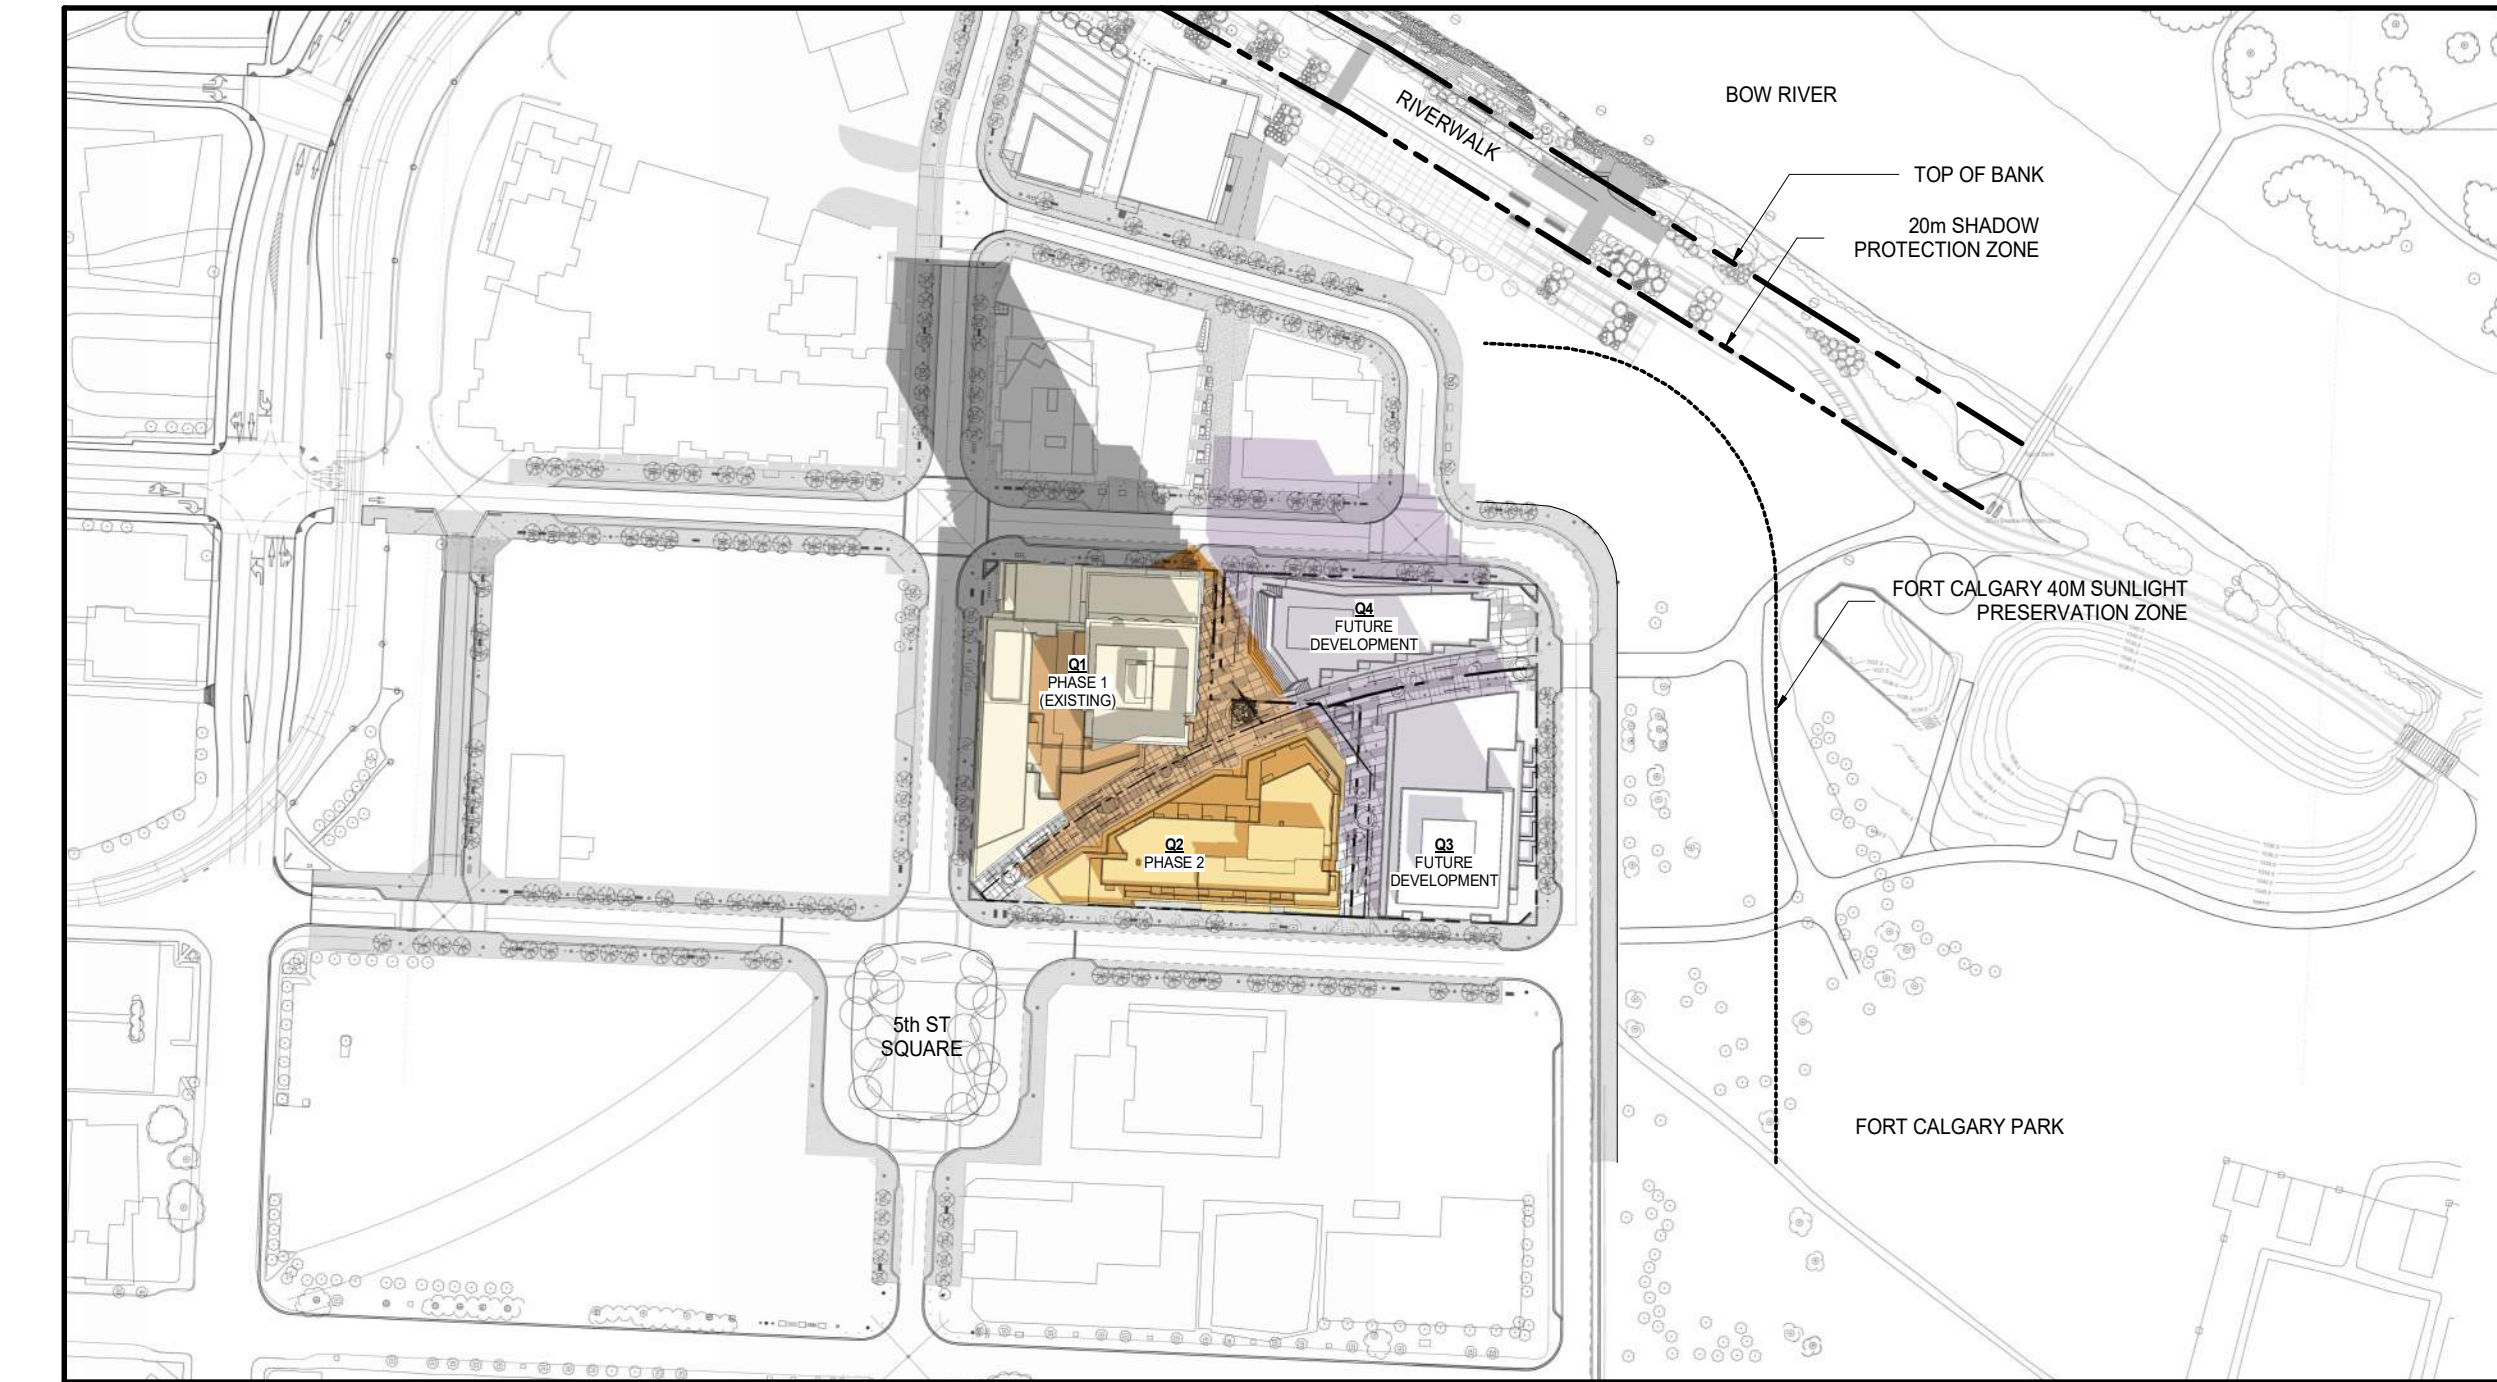 BOW RIVER
RIVERWALK
TOP OF BANK
20m SHADOW
PROTECTION ZONE
FORT CALGARY 40M SUNLIGHT
PRESERVATION ZONE
Q4
FUTURE
DEVELOPMENT
Q1
PHASE 1
(EXISTING)
Q2
PHASE 2
Q3
FUTURE
DEVELOPMENT
5th ST
SQUARE
FORT CALGARY PARK